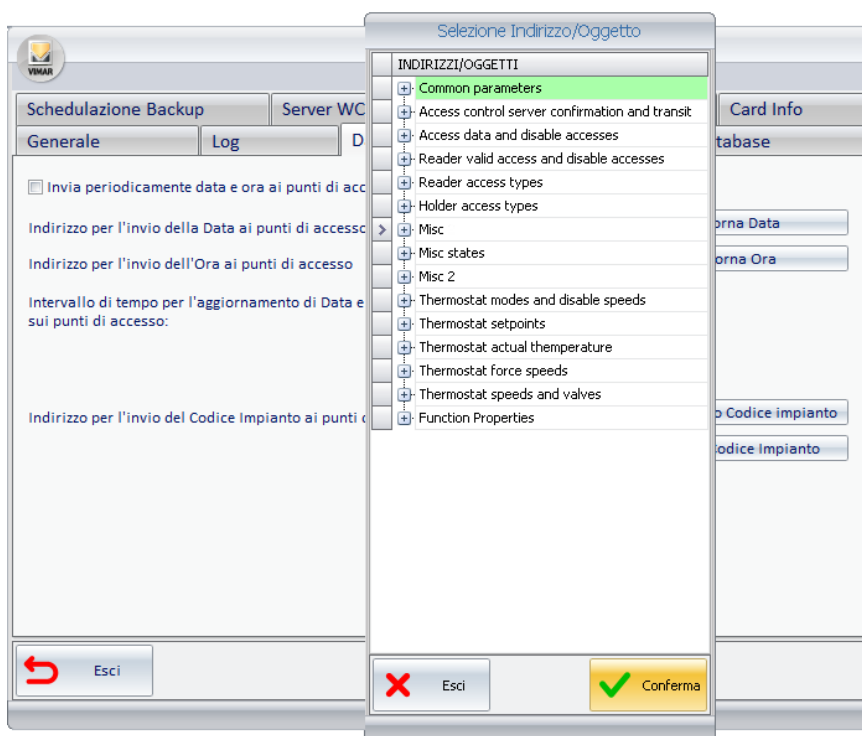 Selezione Indirizzo/Oggetto
VIMAR
INDIRIZZI/OGGETTI
Common parameters
Access control server confirmation and transit
Access data and disable accesses
Reader valid access and disable accesses
Reader access types
Holder access types
Misc
Misc states
Misc 2
Thermostat modes and disable speeds
Thermostat setpoints
Thermostat actual themperature
Thermostat force speeds
Thermostat speeds and valves
Function Properties
Esci
Conferma
Schedulazione Backup
Server WC
Card Info
Generale
Log
D
tabase
Invia periodicamente data e ora ai punti di acc
Indirizzo per l'invio della Data ai punti di accesso
orna Data
Indirizzo per l'invio dell'Ora ai punti di accesso
orna Ora
Intervallo di tempo per l'aggiornamento di Data e
sui punti di accesso:
Indirizzo per l'invio del Codice Impianto ai punti
o Codice impianto
Codice Impianto
Esci